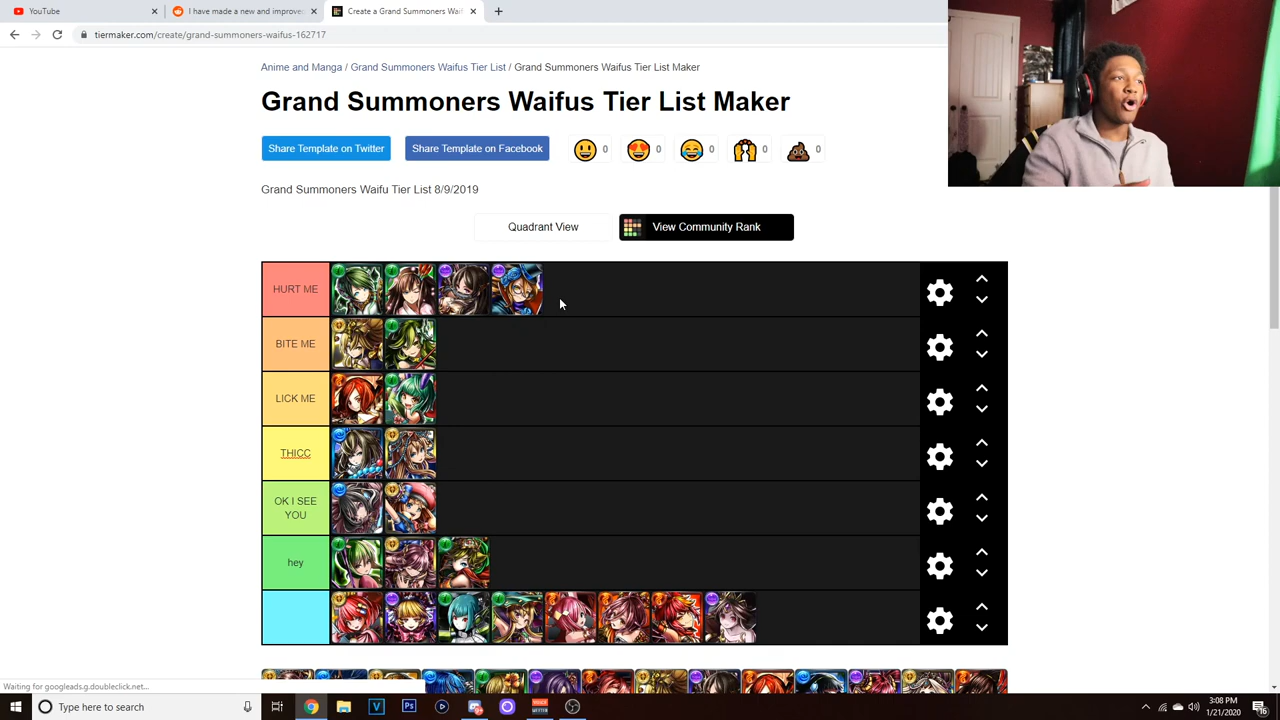 YouTube
I have made a new and improve
Create a Grand Summoners Wai
tiermaker.com/create/grand-summoners-waifus-162717
Anime and Manga / Grand Summoners Waifus Tier List / Grand Summoners Waifus Tier List Maker
Grand Summoners Waifus Tier List Maker
Share Template on Twitter
Share Template on Facebook
0
0
0
0
0
Grand Summoners Waifu Tier List 8/9/2019
Quadrant View
View Community Rank
HURT ME
BITE ME
LICK ME
THICC
OK I SEE
YOU
hey
Waiting for googleads.g.doubleclick.net...
Type here to search
3:08 PM
1/21/2020
16